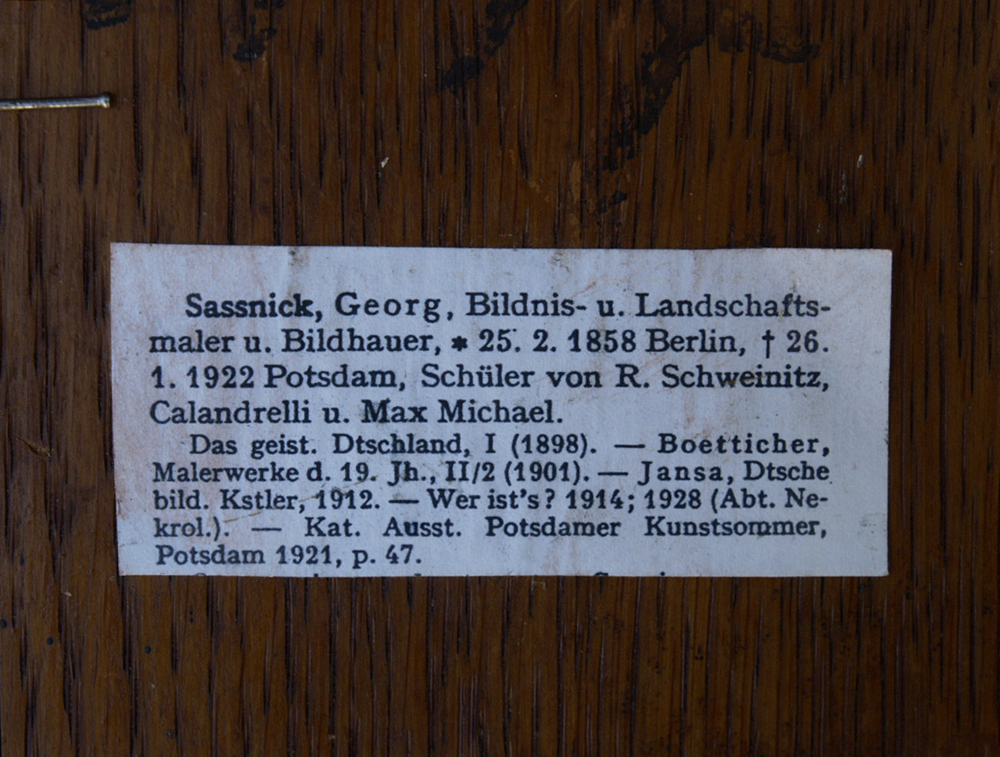 Sassnick, Georg, Bildnis- u. Landschafts-
maler u. Bildhauer, * 25. 2. 1858 Berlin, † 26.
1. 1922 Potsdam, Schüler von R. Schweinitz,
Calandrelli u. Max Michael.
Das geist. Dtschland, I (1898). — Boetticher,
Malerwerke d. 19. Jh., II/2 (1901). — Jansa, Dtsche
bild. Kstler, 1912. — Wer ist's? 1914; 1928 (Abt. Ne-
krol.). — Kat. Ausst. Potsdamer Kunstsommer,
Potsdam 1921, p. 47.